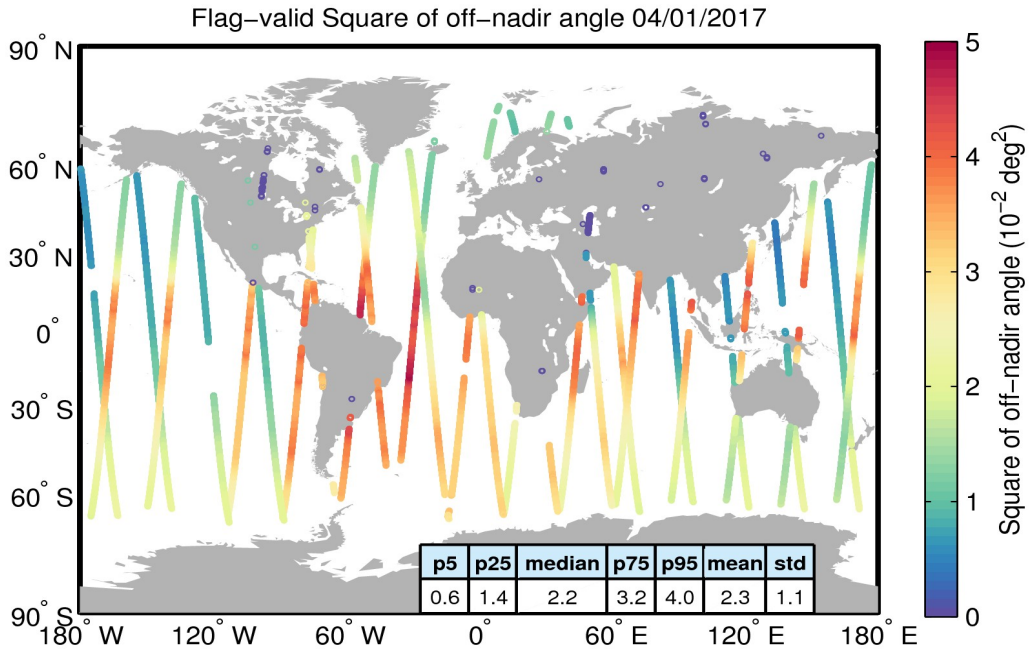 Flag−valid Square of off−nadir angle 04/01/2017
90° N
60° N
30° N
0°
30° S
60° S
90° S
180° W
120° W
60° W
0°
60° E
120° E
180° E
p5 p25 median p75 p95 mean std
0.6 1.4 2.2 3.2 4.0 2.3 1.1
5
4
3
2
1
0
Square of off−nadir angle (10⁻² deg²)